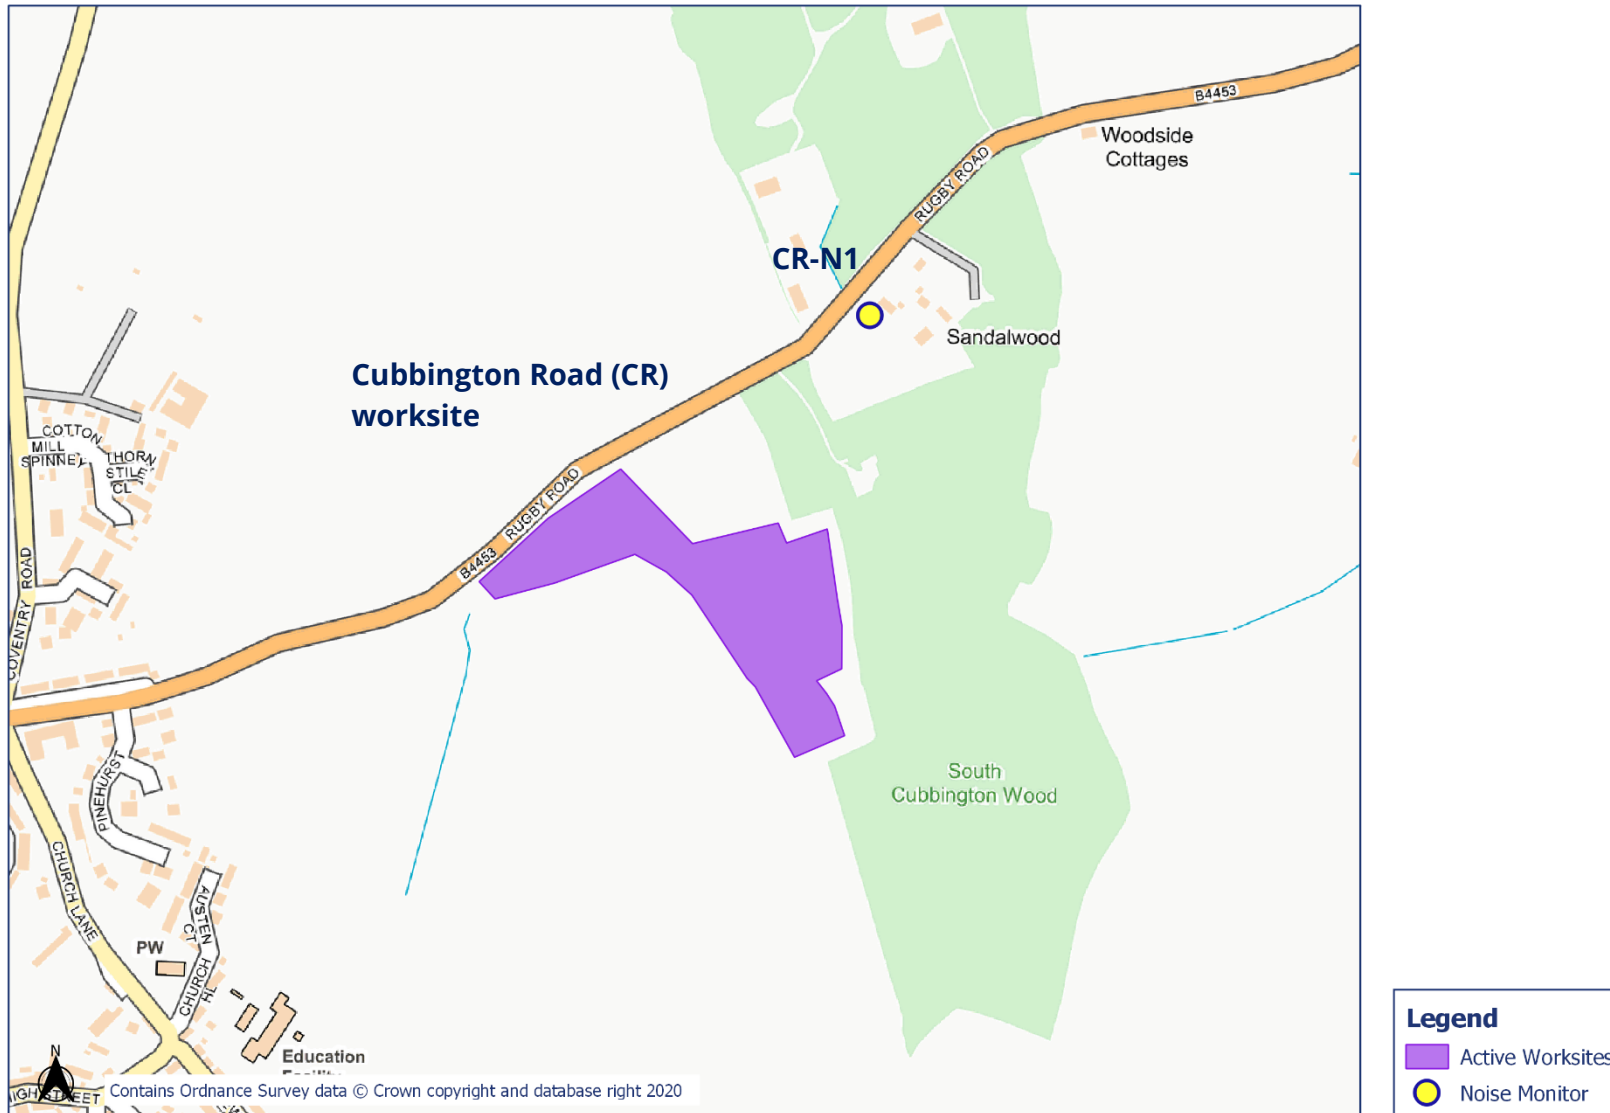 B4453
Woodside
Cottages
RUGBY ROAD
CR-N1
Sandalwood
Cubbington Road (CR)
worksite
COTTON
MILL
SPINNEY
THORN
STILE
CL
RUGBY ROAD
B4453
COVENTRY ROAD
PINEHURST
South
Cubbington Wood
CHURCH LANE
AUSTEN
CT
PW
CHURCH
HL
Education
N
STREET
Contains Ordnance Survey data © Crown copyright and database right 2020
Legend
Active Worksites
Noise Monitor